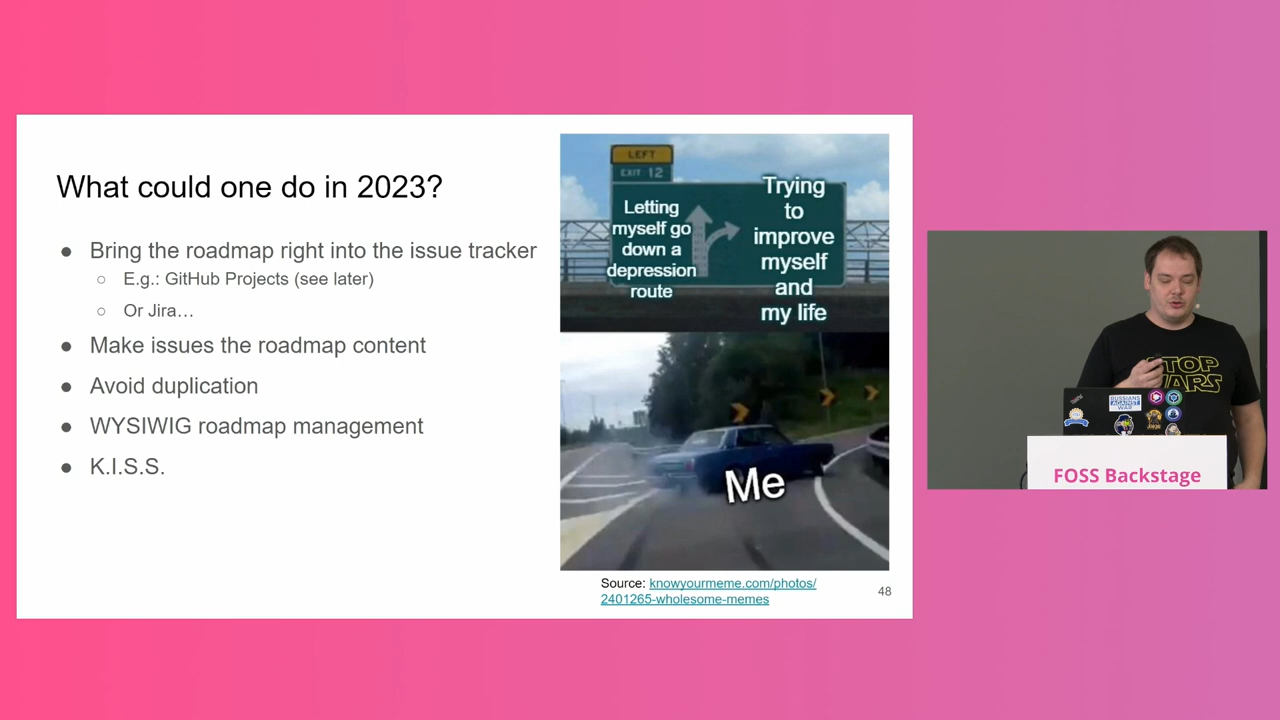 What could one do in 2023?
● Bring the roadmap right into the issue tracker
○ E.g.: GitHub Projects (see later)
○ Or Jira…
● Make issues the roadmap content
● Avoid duplication
● WYSIWIG roadmap management
● K.I.S.S.
LEFT
EXIT 12
Letting
myself go
down a
depression
route
Trying
to
improve
myself
and
my life
Me
Source: knowyourmeme.com/photos/
2401265-wholesome-memes
48
STOP
WARS
RUSSIANS
AGAINST
WAR
FOSS Backstage